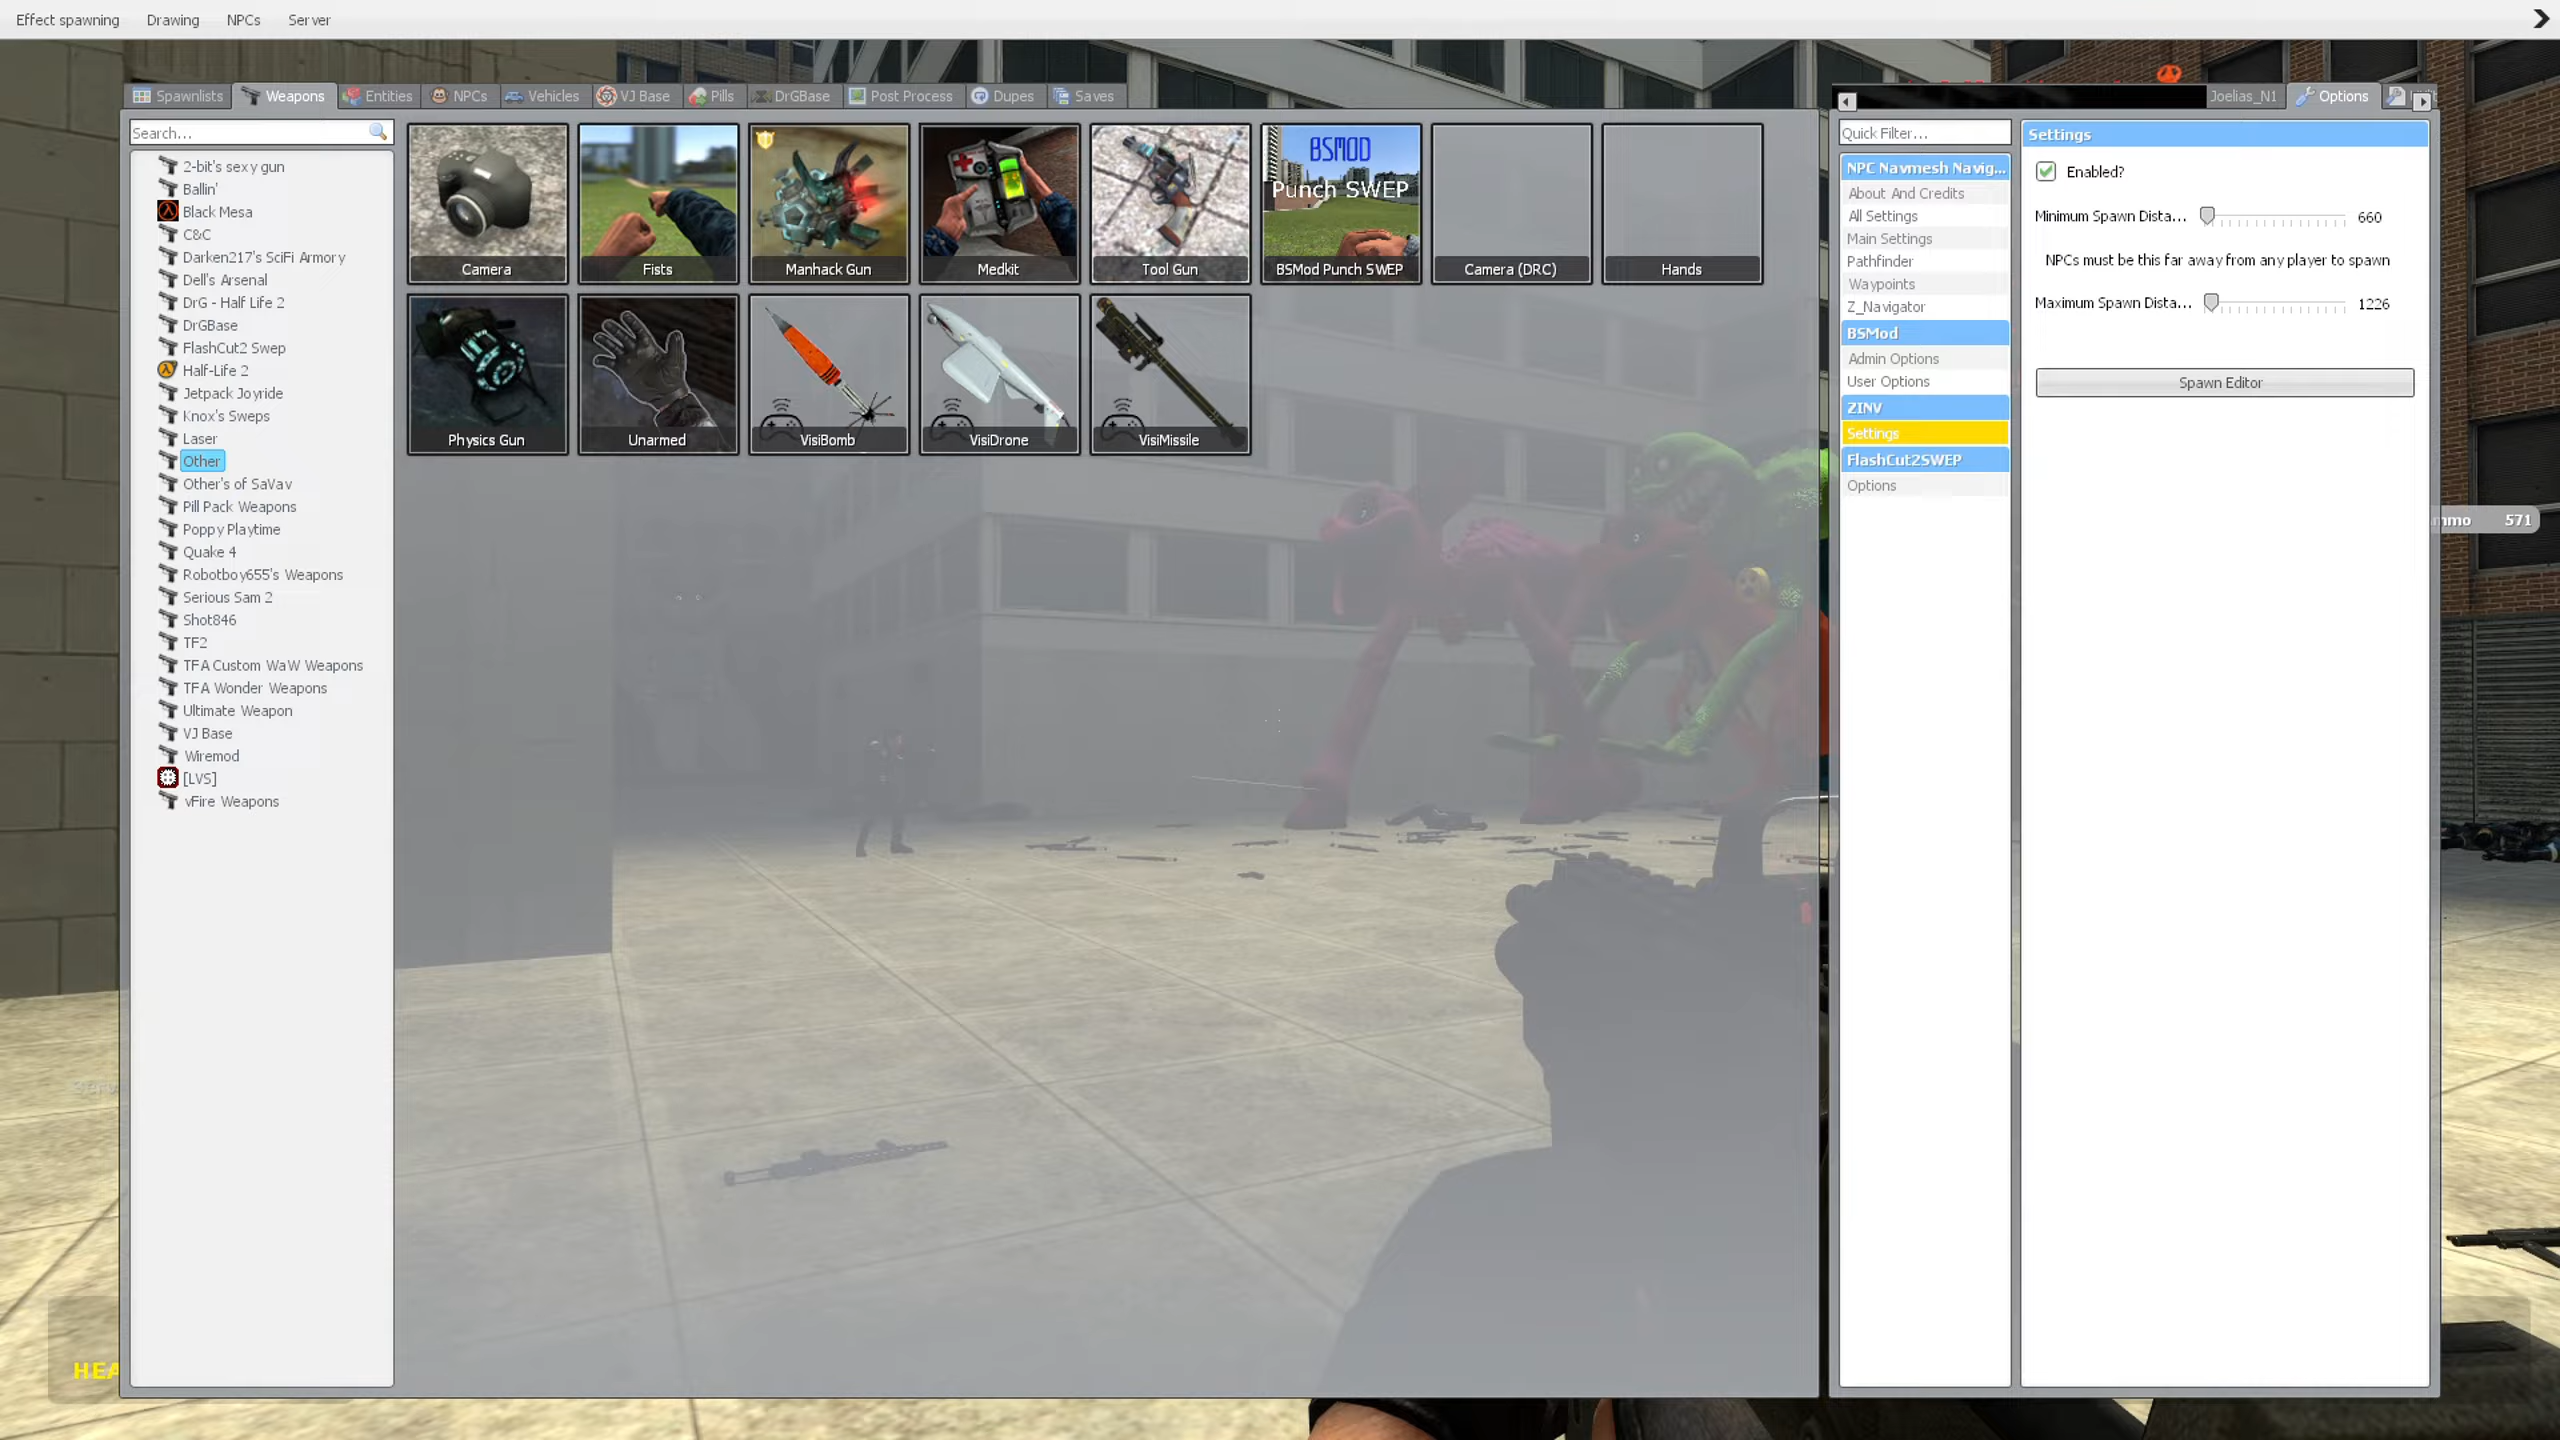 Effect spawning Drawing NPCs Server
Spawnlists Weapons Entities NPCs Vehicles VJ Base Pills DrGBase Post Process Dupes Saves
Search...
2-bit's sexy gun
Ballin'
Black Mesa
C&C
Darken217's SciFi Armory
Dell's Arsenal
DrG - Half Life 2
DrGBase
FlashCut2 Swep
Half-Life 2
Jetpack Joyride
Knox's Sweps
Laser
Other
Other's of SaVav
Pill Pack Weapons
Poppy Playtime
Quake 4
Robotboy655's Weapons
Serious Sam 2
Shot846
TF2
TFA Custom WaW Weapons
TFA Wonder Weapons
Ultimate Weapon
VJ Base
Wiremod
[LVS]
vFire Weapons
BSMOD
Punch SWEP
Camera Fists Manhack Gun Medkit Tool Gun BSMod Punch SWEP Camera (DRC) Hands
Physics Gun Unarmed VisiBomb VisiDrone VisiMissile
Joelias_N1 Options
Quick Filter...
NPC Navmesh Navig...
About And Credits
All Settings
Main Settings
Pathfinder
Waypoints
Z_Navigator
BSMod
Admin Options
User Options
ZINV
Settings
FlashCut2SWEP
Options
Settings
Enabled?
Minimum Spawn Dista... 660
NPCs must be this far away from any player to spawn
Maximum Spawn Dista... 1226
Spawn Editor
mmo 571
HEA